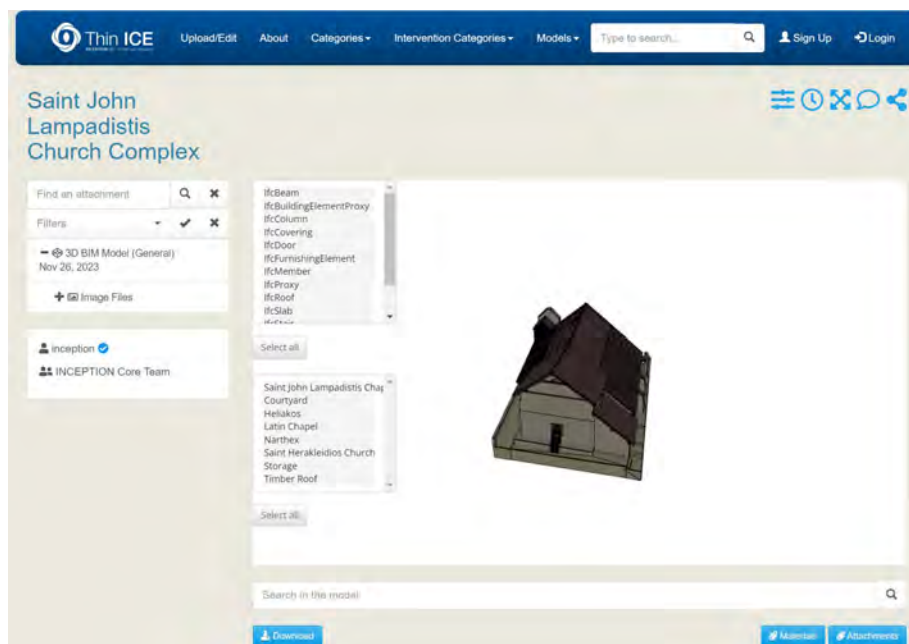 Thin ICE
Upload/Edit
About
Categories
Intervention Categories
Models
Type to search...
Sign Up
Login
Saint John
Lampadistis
Church Complex
Find an attachment
Filters
3D BIM Model (General)
Nov 26, 2023
Image Files
inception
INCEPTION Core Team
IfcBeam
IfcBuildingElementProxy
IfcColumn
IfcCovering
IfcDoor
IfcFurnishingElement
IfcMember
IfcProxy
IfcRoof
IfcSlab
IfcStair
Select all
Saint John Lampadistis Chap
Courtyard
Heliakos
Latin Chapel
Narthex
Saint Herakleidios Church
Storage
Timber Roof
Select all
Search in the model
Download
Materials
Attachments